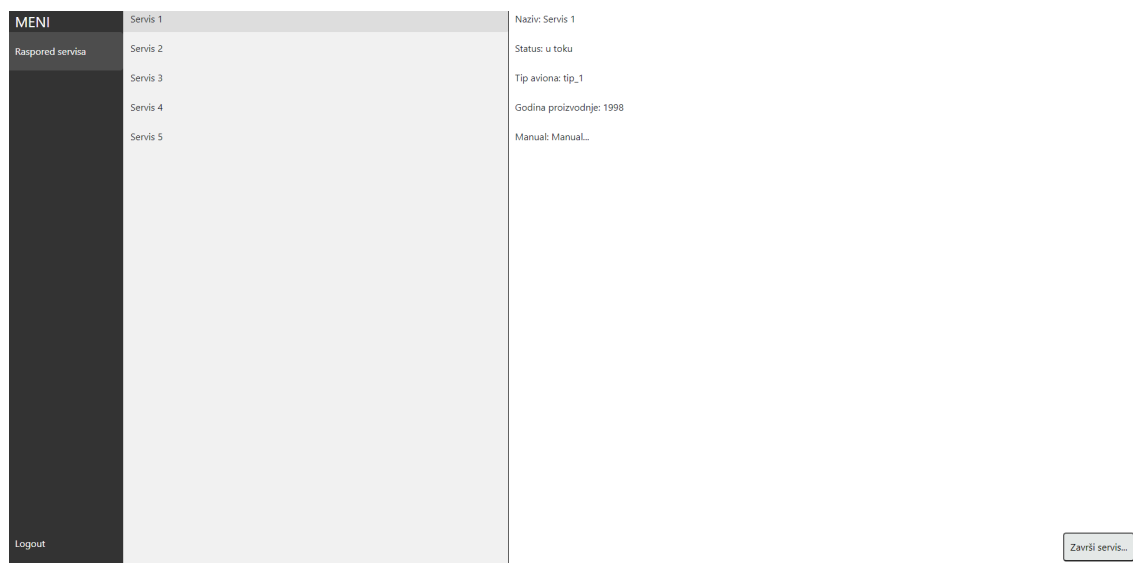 MENI
Raspored servisa
Logout
Servis 1
Servis 2
Servis 3
Servis 4
Servis 5
Naziv: Servis 1
Status: u toku
Tip aviona: tip_1
Godina proizvodnje: 1998
Manual: Manual...
Završi servis...